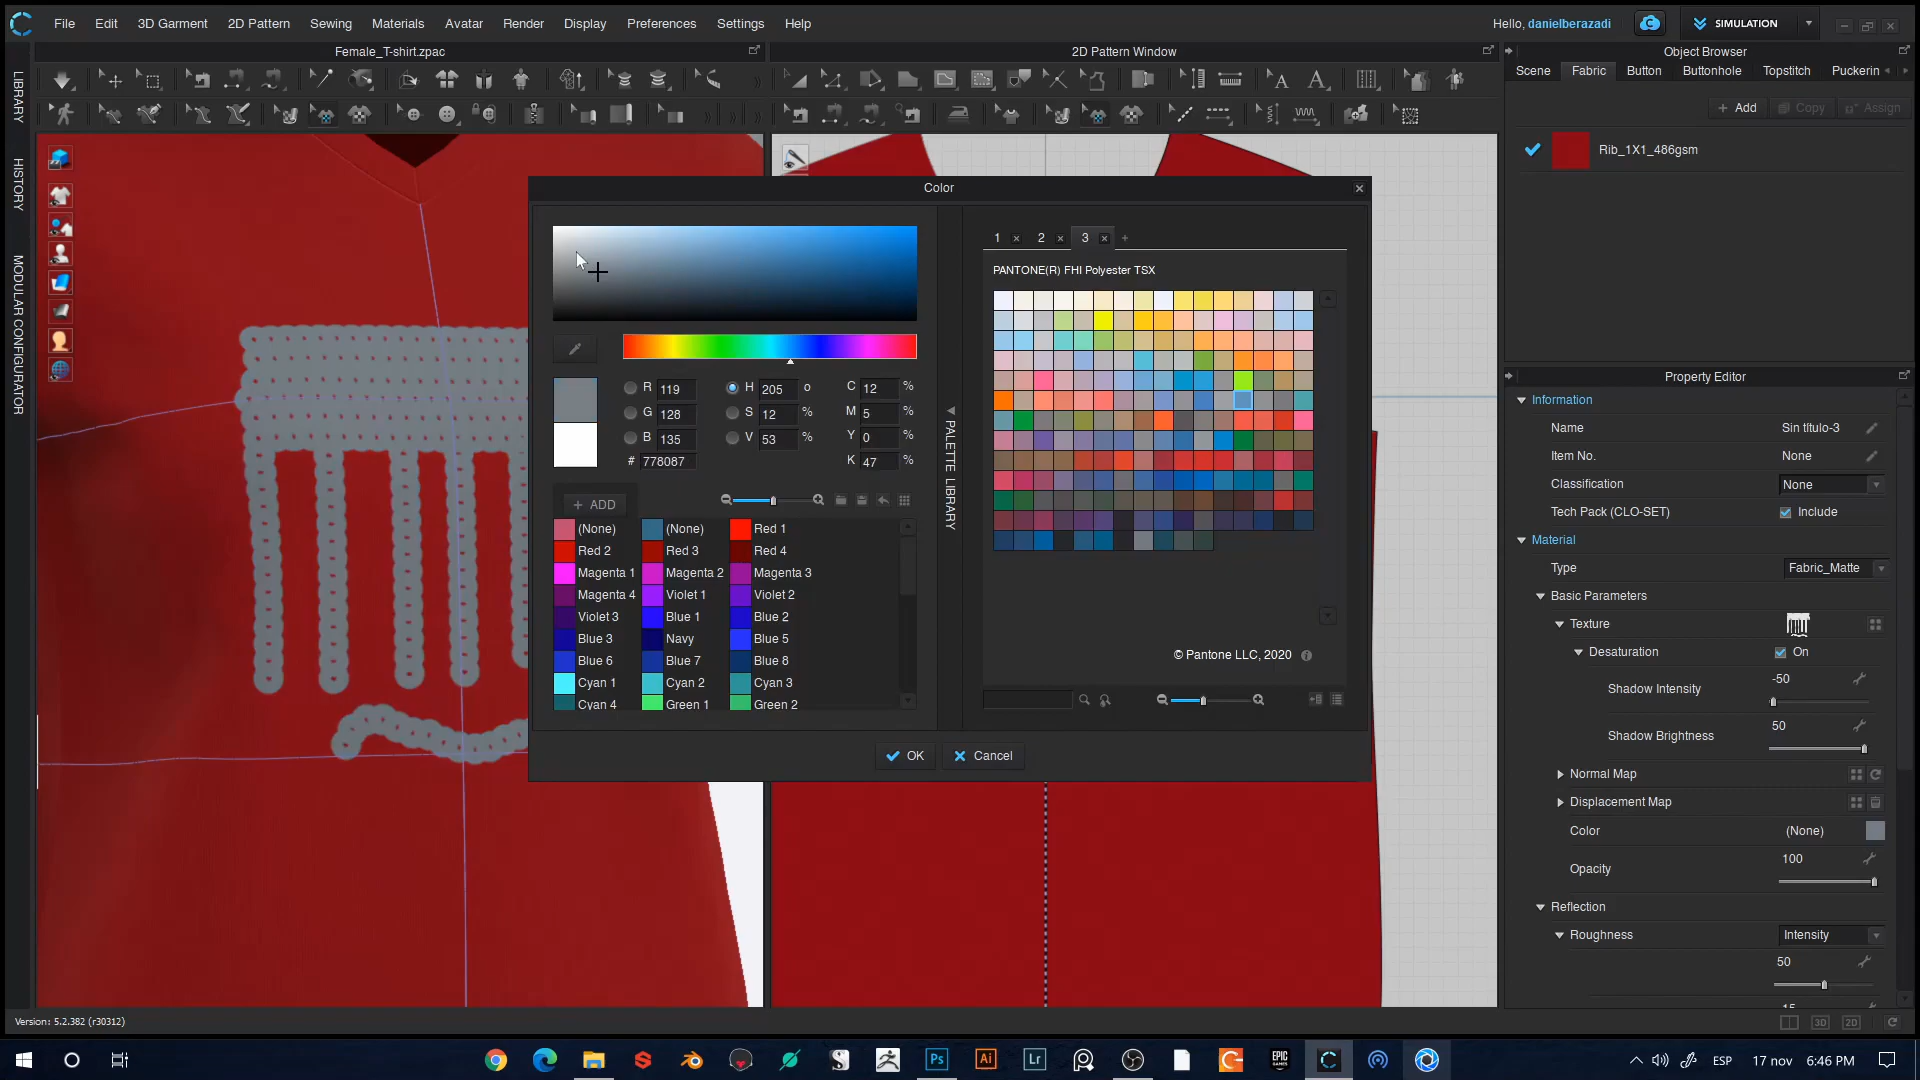 File Edit 3D Garment 2D Pattern Sewing Materials Avatar Render Display Preferences Settings Help
Hello, danielberazadi
SIMULATION
Female_T-shirt.zpac
2D Pattern Window
Object Browser
LIBRARY
HISTORY
MODULAR CONFIGURATOR
Scene Fabric Button Buttonhole Topstitch Puckerin
+ Add Copy Assign
Rib_1X1_486gsm
Color
1 2 3 +
PANTONE(R) FHI Polyester TSX
R 119 H 205 o C 12 %
G 128 S 12 % M 5 %
B 135 V 53 % Y 0 %
# 778087 K 47 %
+ ADD
(None) (None) Red 1
Red 2 Red 3 Red 4
Magenta 1 Magenta 2 Magenta 3
Magenta 4 Violet 1 Violet 2
Violet 3 Blue 1 Blue 2
Blue 3 Navy Blue 5
Blue 6 Blue 7 Blue 8
Cyan 1 Cyan 2 Cyan 3
Cyan 4 Green 1 Green 2
PALETTE LIBRARY
© Pantone LLC, 2020
OK Cancel
Property Editor
Information
Name Sin título-3
Item No. None
Classification None
Tech Pack (CLO-SET) Include
Material
Type Fabric_Matte
Basic Parameters
Texture
Desaturation On
Shadow Intensity -50
Shadow Brightness 50
Normal Map
Displacement Map
Color (None)
Opacity 100
Reflection
Roughness Intensity
50
15
Version: 5.2.382 (r30312)
3D 2D
Ps Ai Lr
EPIC GAMES
ESP 17 nov 6:46 PM